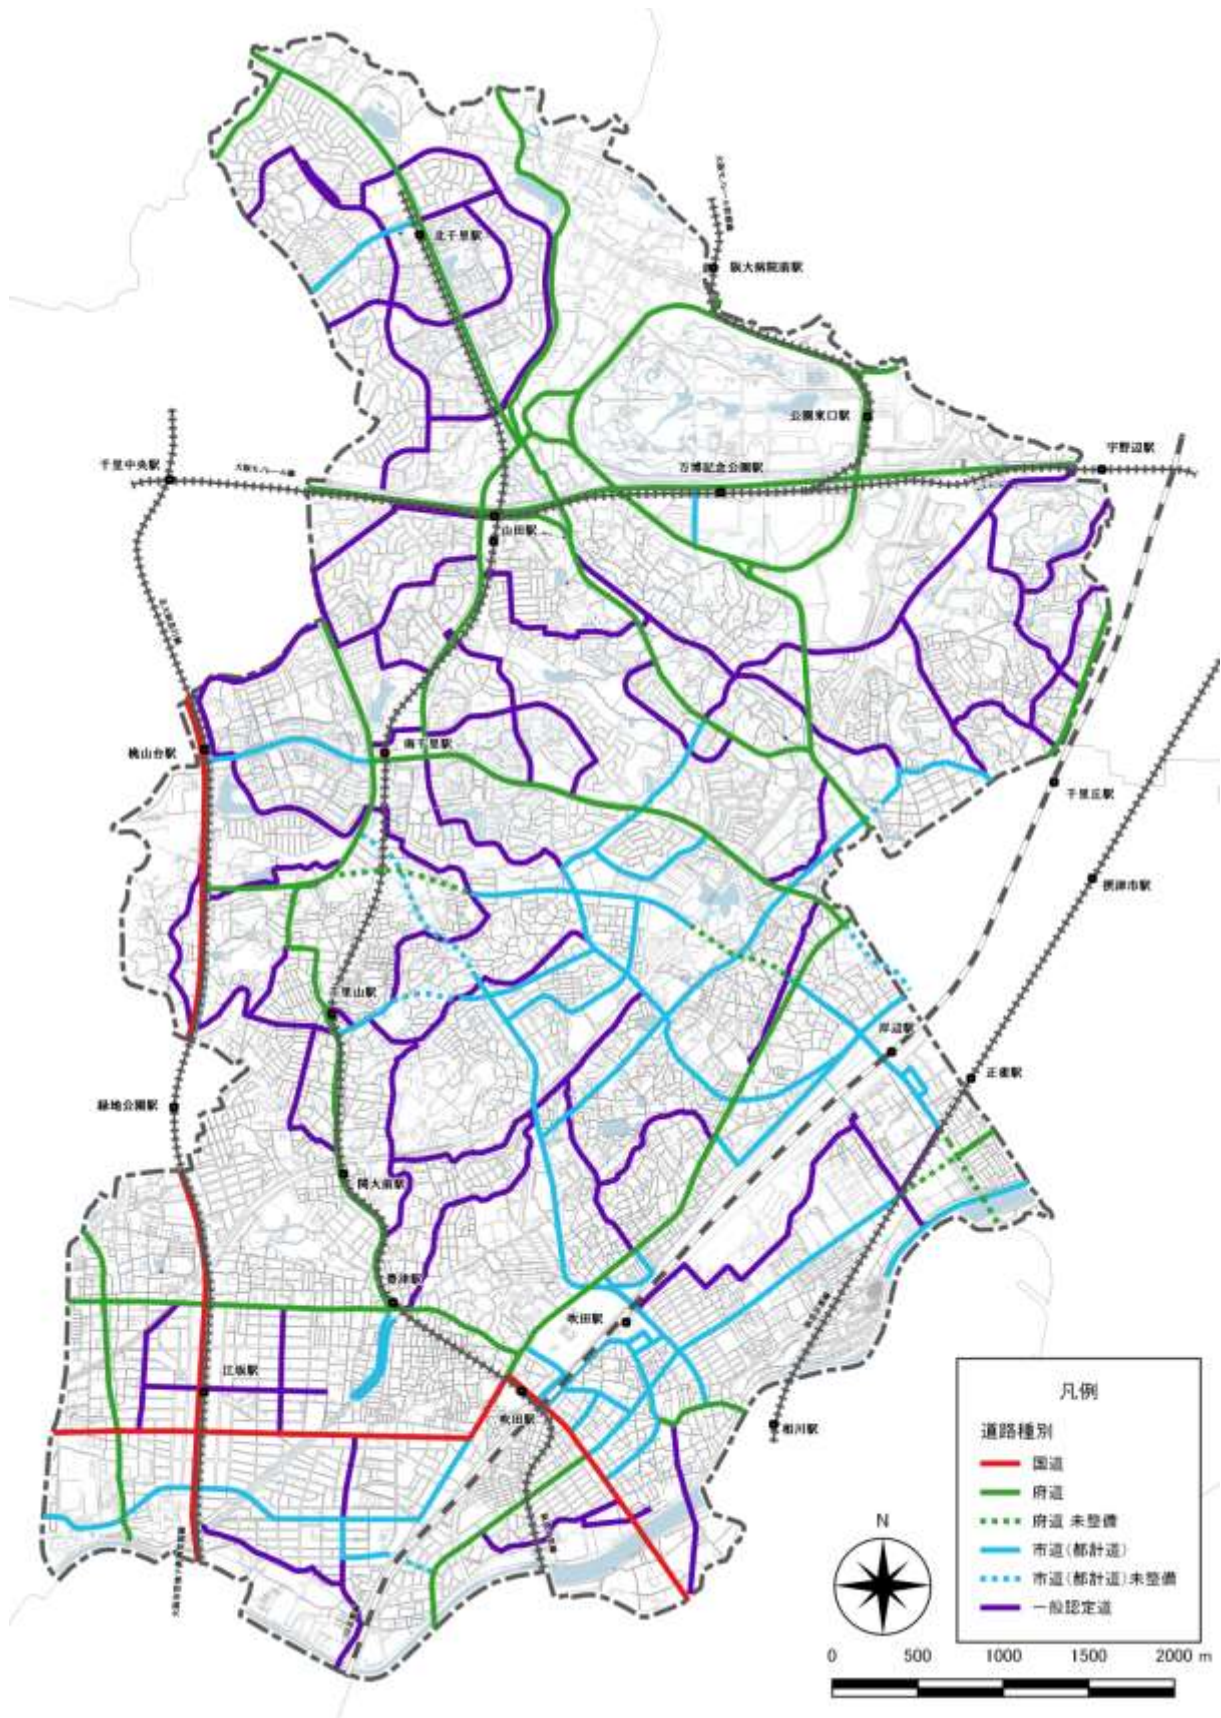 北千里駅
阪大病院前駅
公園東口駅
千里中央駅
万博記念公園駅
宇野辺駅
山田駅
桃山台駅
南千里駅
千里丘駅
摂津市駅
千里山駅
岸辺駅
正雀駅
緑地公園駅
関大前駅
豊津駅
吹田駅
江坂駅
吹田駅
相川駅
凡例
道路種別
国道
府道
府道 未整備
市道(都計道)
市道(都計道)未整備
一般認定道
N
0 500 1000 1500 2000 m